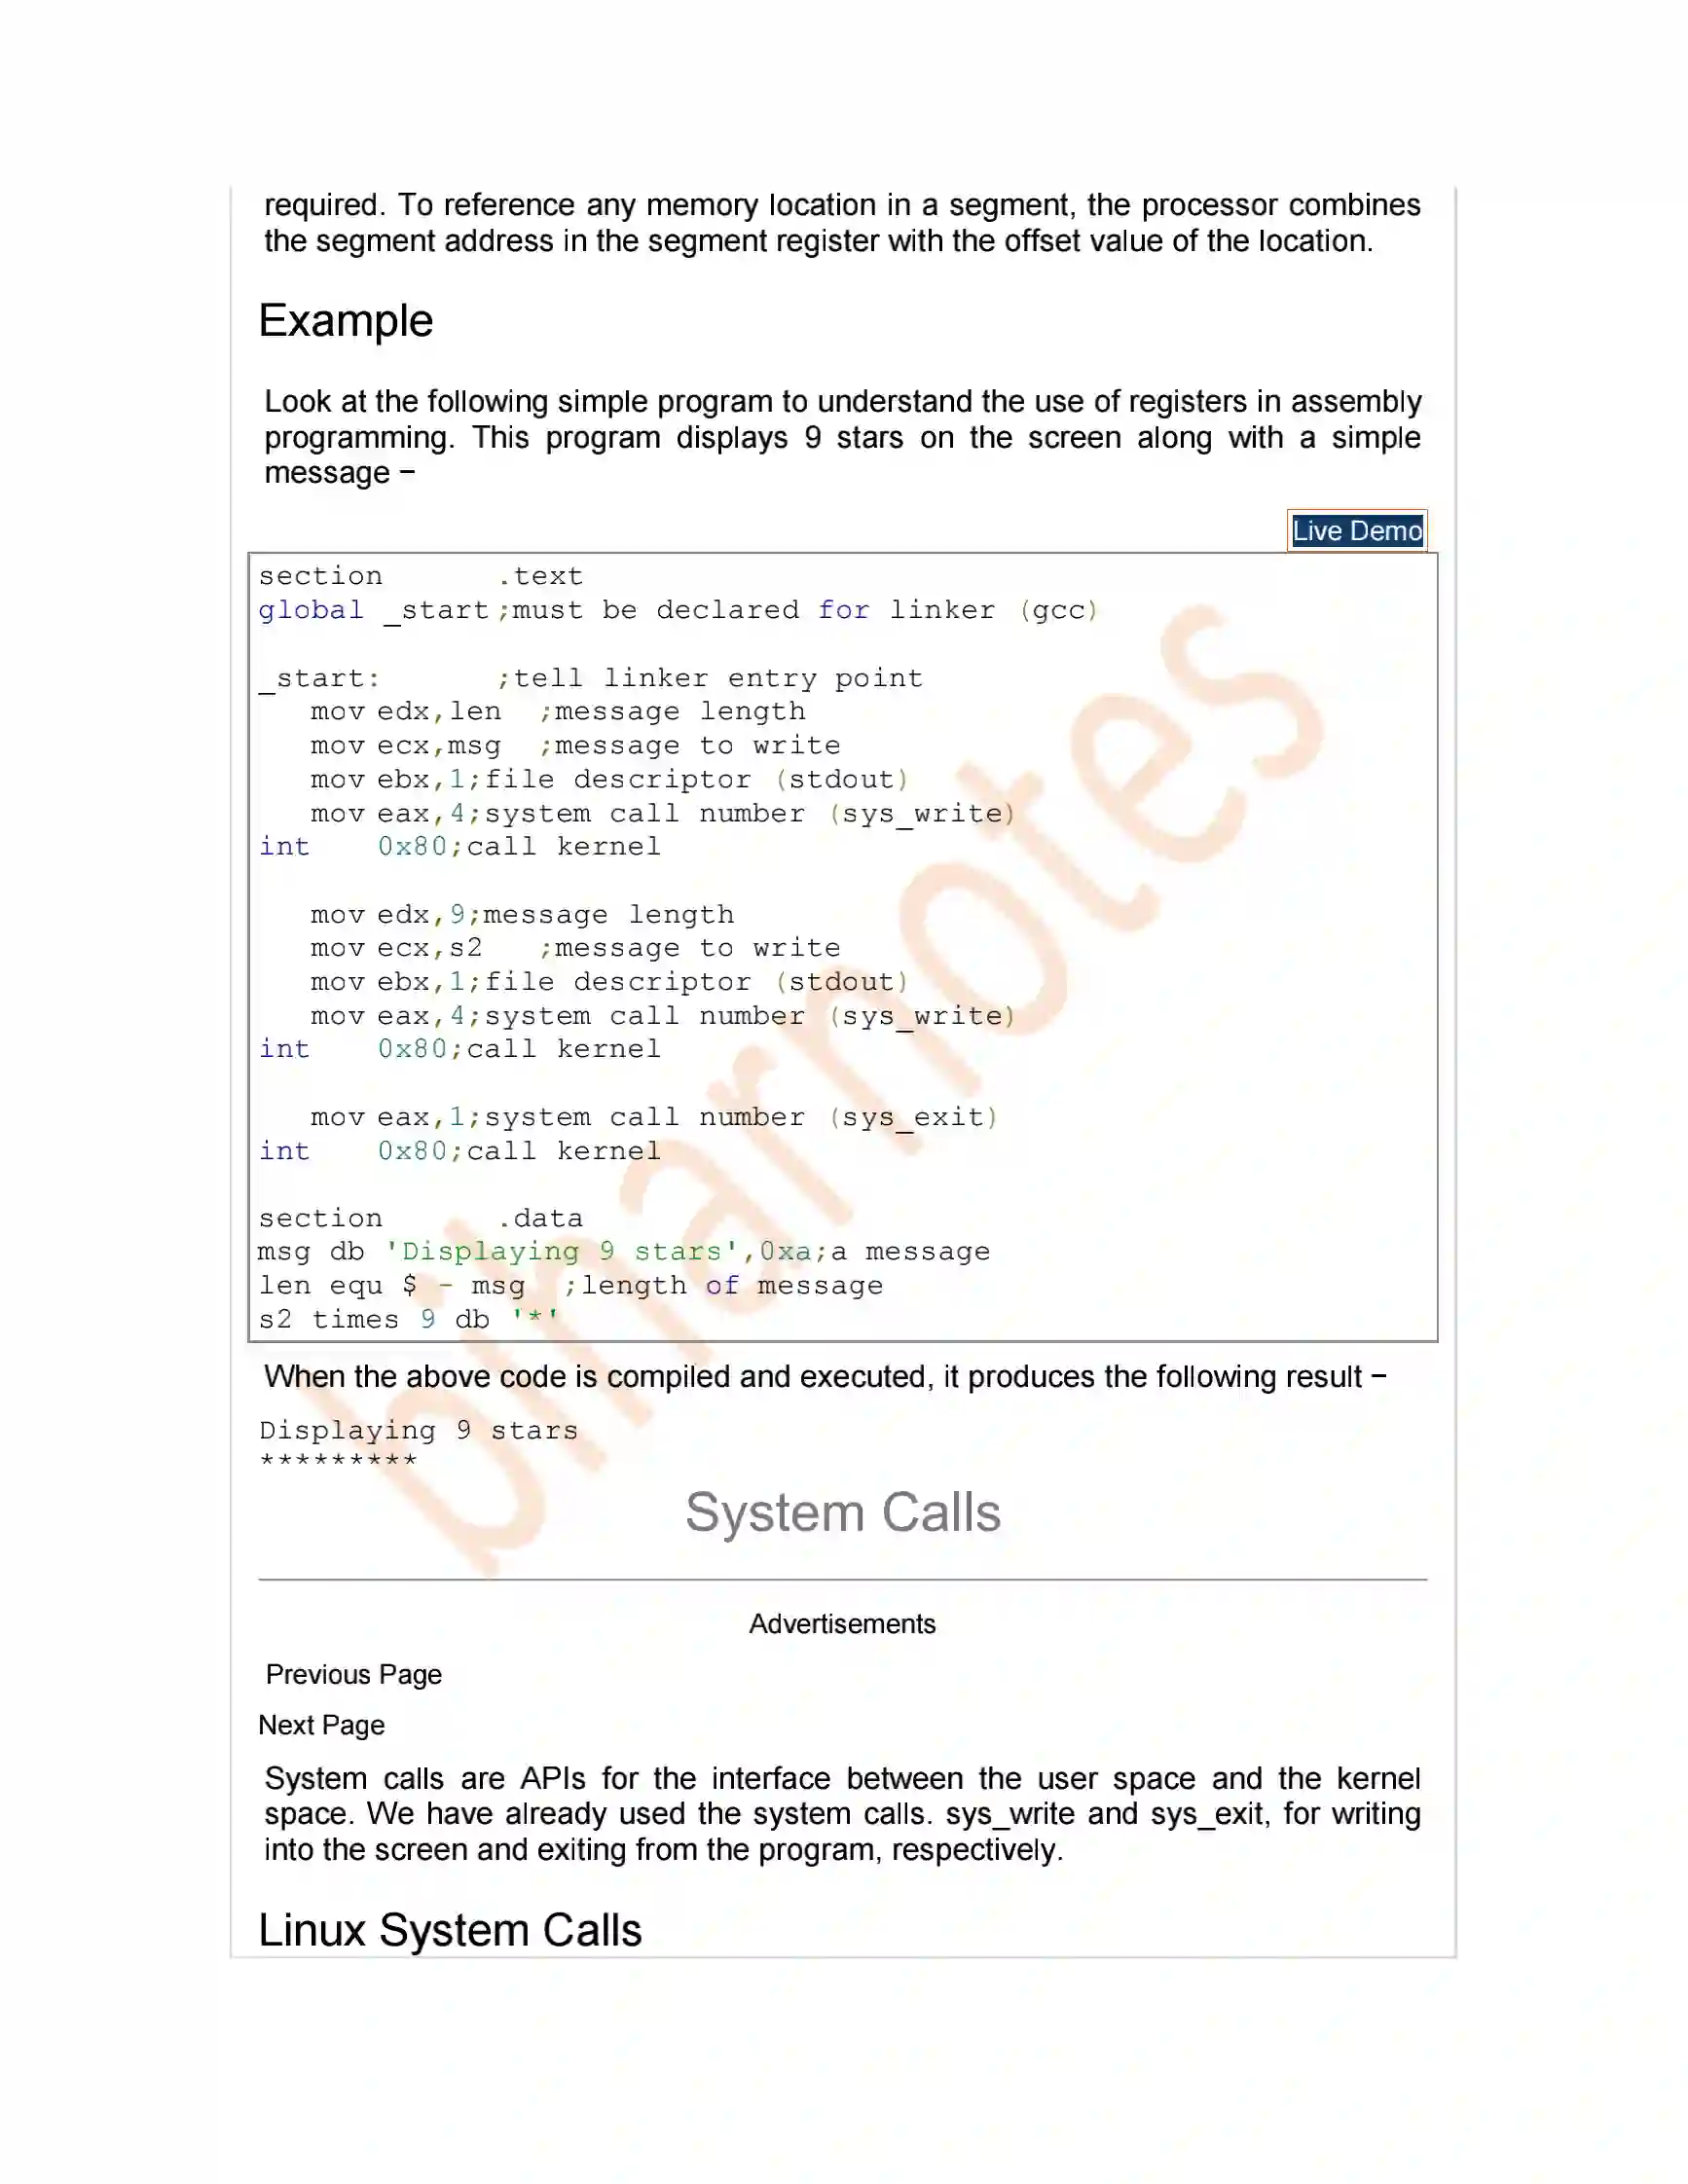 required. To reference any memory location in a segment, the processor combines
the segment address in the segment register with the offset value of the location.
Example
Look at the following simple program to understand the use of registers in assembly
programming. This program displays 9 stars on the screen along with a simple
message −
Live Demo
section .text
global _start ;must be declared for linker (gcc)
_start: ;tell linker entry point
mov edx,len ;message length
mov ecx,msg ;message to write
mov ebx,1;file descriptor (stdout)
mov eax,4;system call number (sys_write)
int 0x80;call kernel
mov edx,9;message length
mov ecx,s2 ;message to write
mov ebx,1;file descriptor (stdout)
mov eax,4;system call number (sys_write)
int 0x80;call kernel
mov eax,1;system call number (sys_exit)
int 0x80;call kernel
section .data
msg db 'Displaying 9 stars',0xa;a message
len equ $ - msg ;length of message
s2 times 9 db '*'
When the above code is compiled and executed, it produces the following result −
Displaying 9 stars
*********
System Calls
Advertisements
Previous Page
Next Page
System calls are APIs for the interface between the user space and the kernel
space. We have already used the system calls. sys_write and sys_exit, for writing
into the screen and exiting from the program, respectively.
Linux System Calls
biharnotes